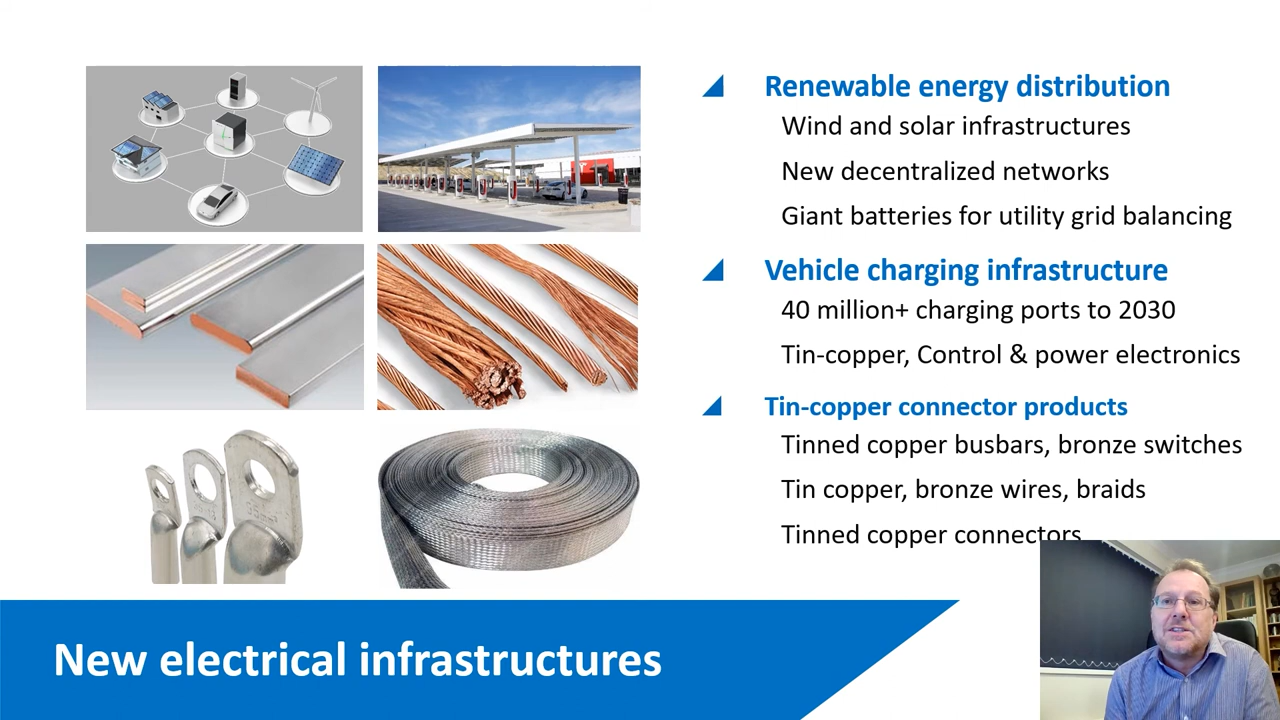 Renewable energy distribution
Wind and solar infrastructures
New decentralized networks
Giant batteries for utility grid balancing
Vehicle charging infrastructure
40 million+ charging ports to 2030
Tin-copper, Control & power electronics
Tin-copper connector products
Tinned copper busbars, bronze switches
Tin copper, bronze wires, braids
Tinned copper connectors
New electrical infrastructures